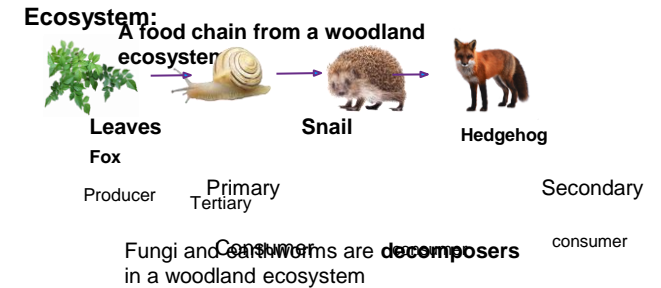 Ecosystem:
A food chain from a woodland
ecosystem
Leaves Snail Hedgehog
Fox
Producer Primary Secondary
Tertiary
Consumer consumer consumer
Fungi and earthworms are decomposers
in a woodland ecosystem